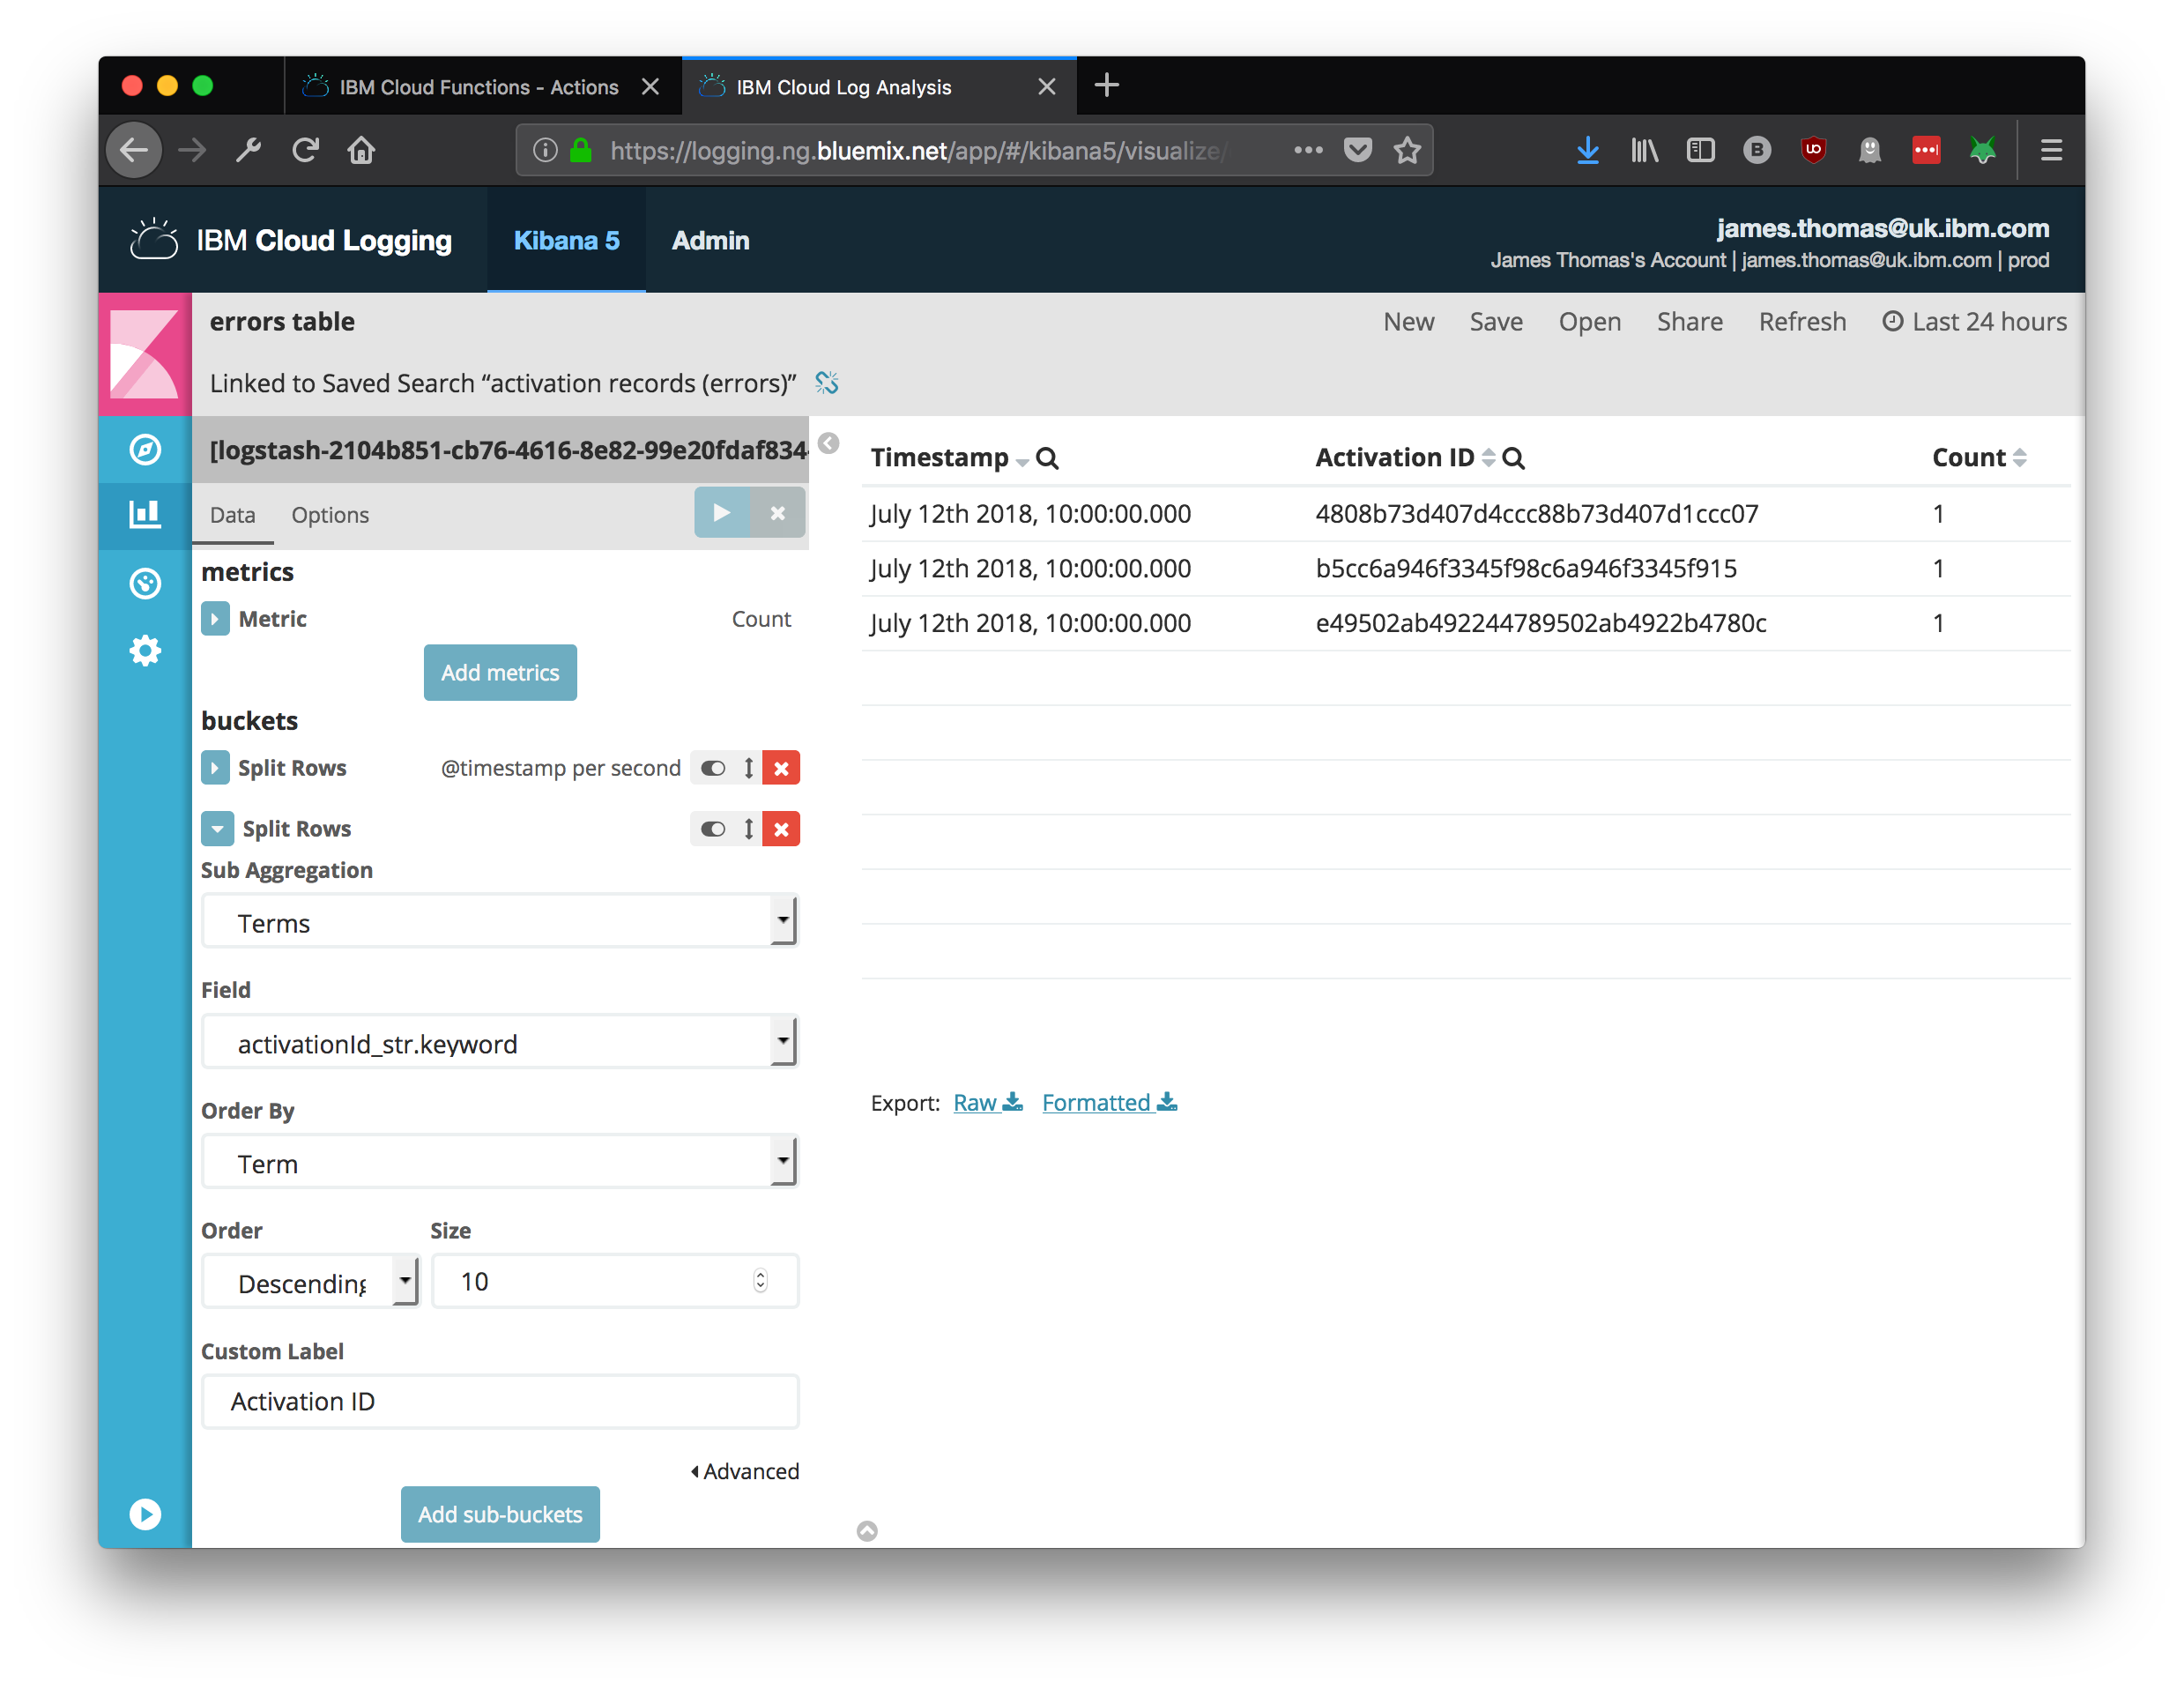 IBM Cloud Functions - Actions
IBM Cloud Log Analysis
https://logging.ng.bluemix.net/app/#/kibana5/visualize/
IBM Cloud Logging
Kibana 5
Admin
james.thomas@uk.ibm.com
James Thomas's Account | james.thomas@uk.ibm.com | prod
errors table
New Save Open Share Refresh Last 24 hours
Linked to Saved Search “activation records (errors)”
[logstash-2104b851-cb76-4616-8e82-99e20fdaf834-
Data Options
metrics
Metric Count
Add metrics
buckets
Split Rows @timestamp per second
Split Rows
Sub Aggregation
Terms
Field
activationId_str.keyword
Order By
Term
Order Size
Descending 10
Custom Label
Activation ID
Advanced
Add sub-buckets
Timestamp Activation ID Count
July 12th 2018, 10:00:00.000 4808b73d407d4ccc88b73d407d1ccc07 1
July 12th 2018, 10:00:00.000 b5cc6a946f3345f98c6a946f3345f915 1
July 12th 2018, 10:00:00.000 e49502ab492244789502ab4922b4780c 1
Export: Raw Formatted